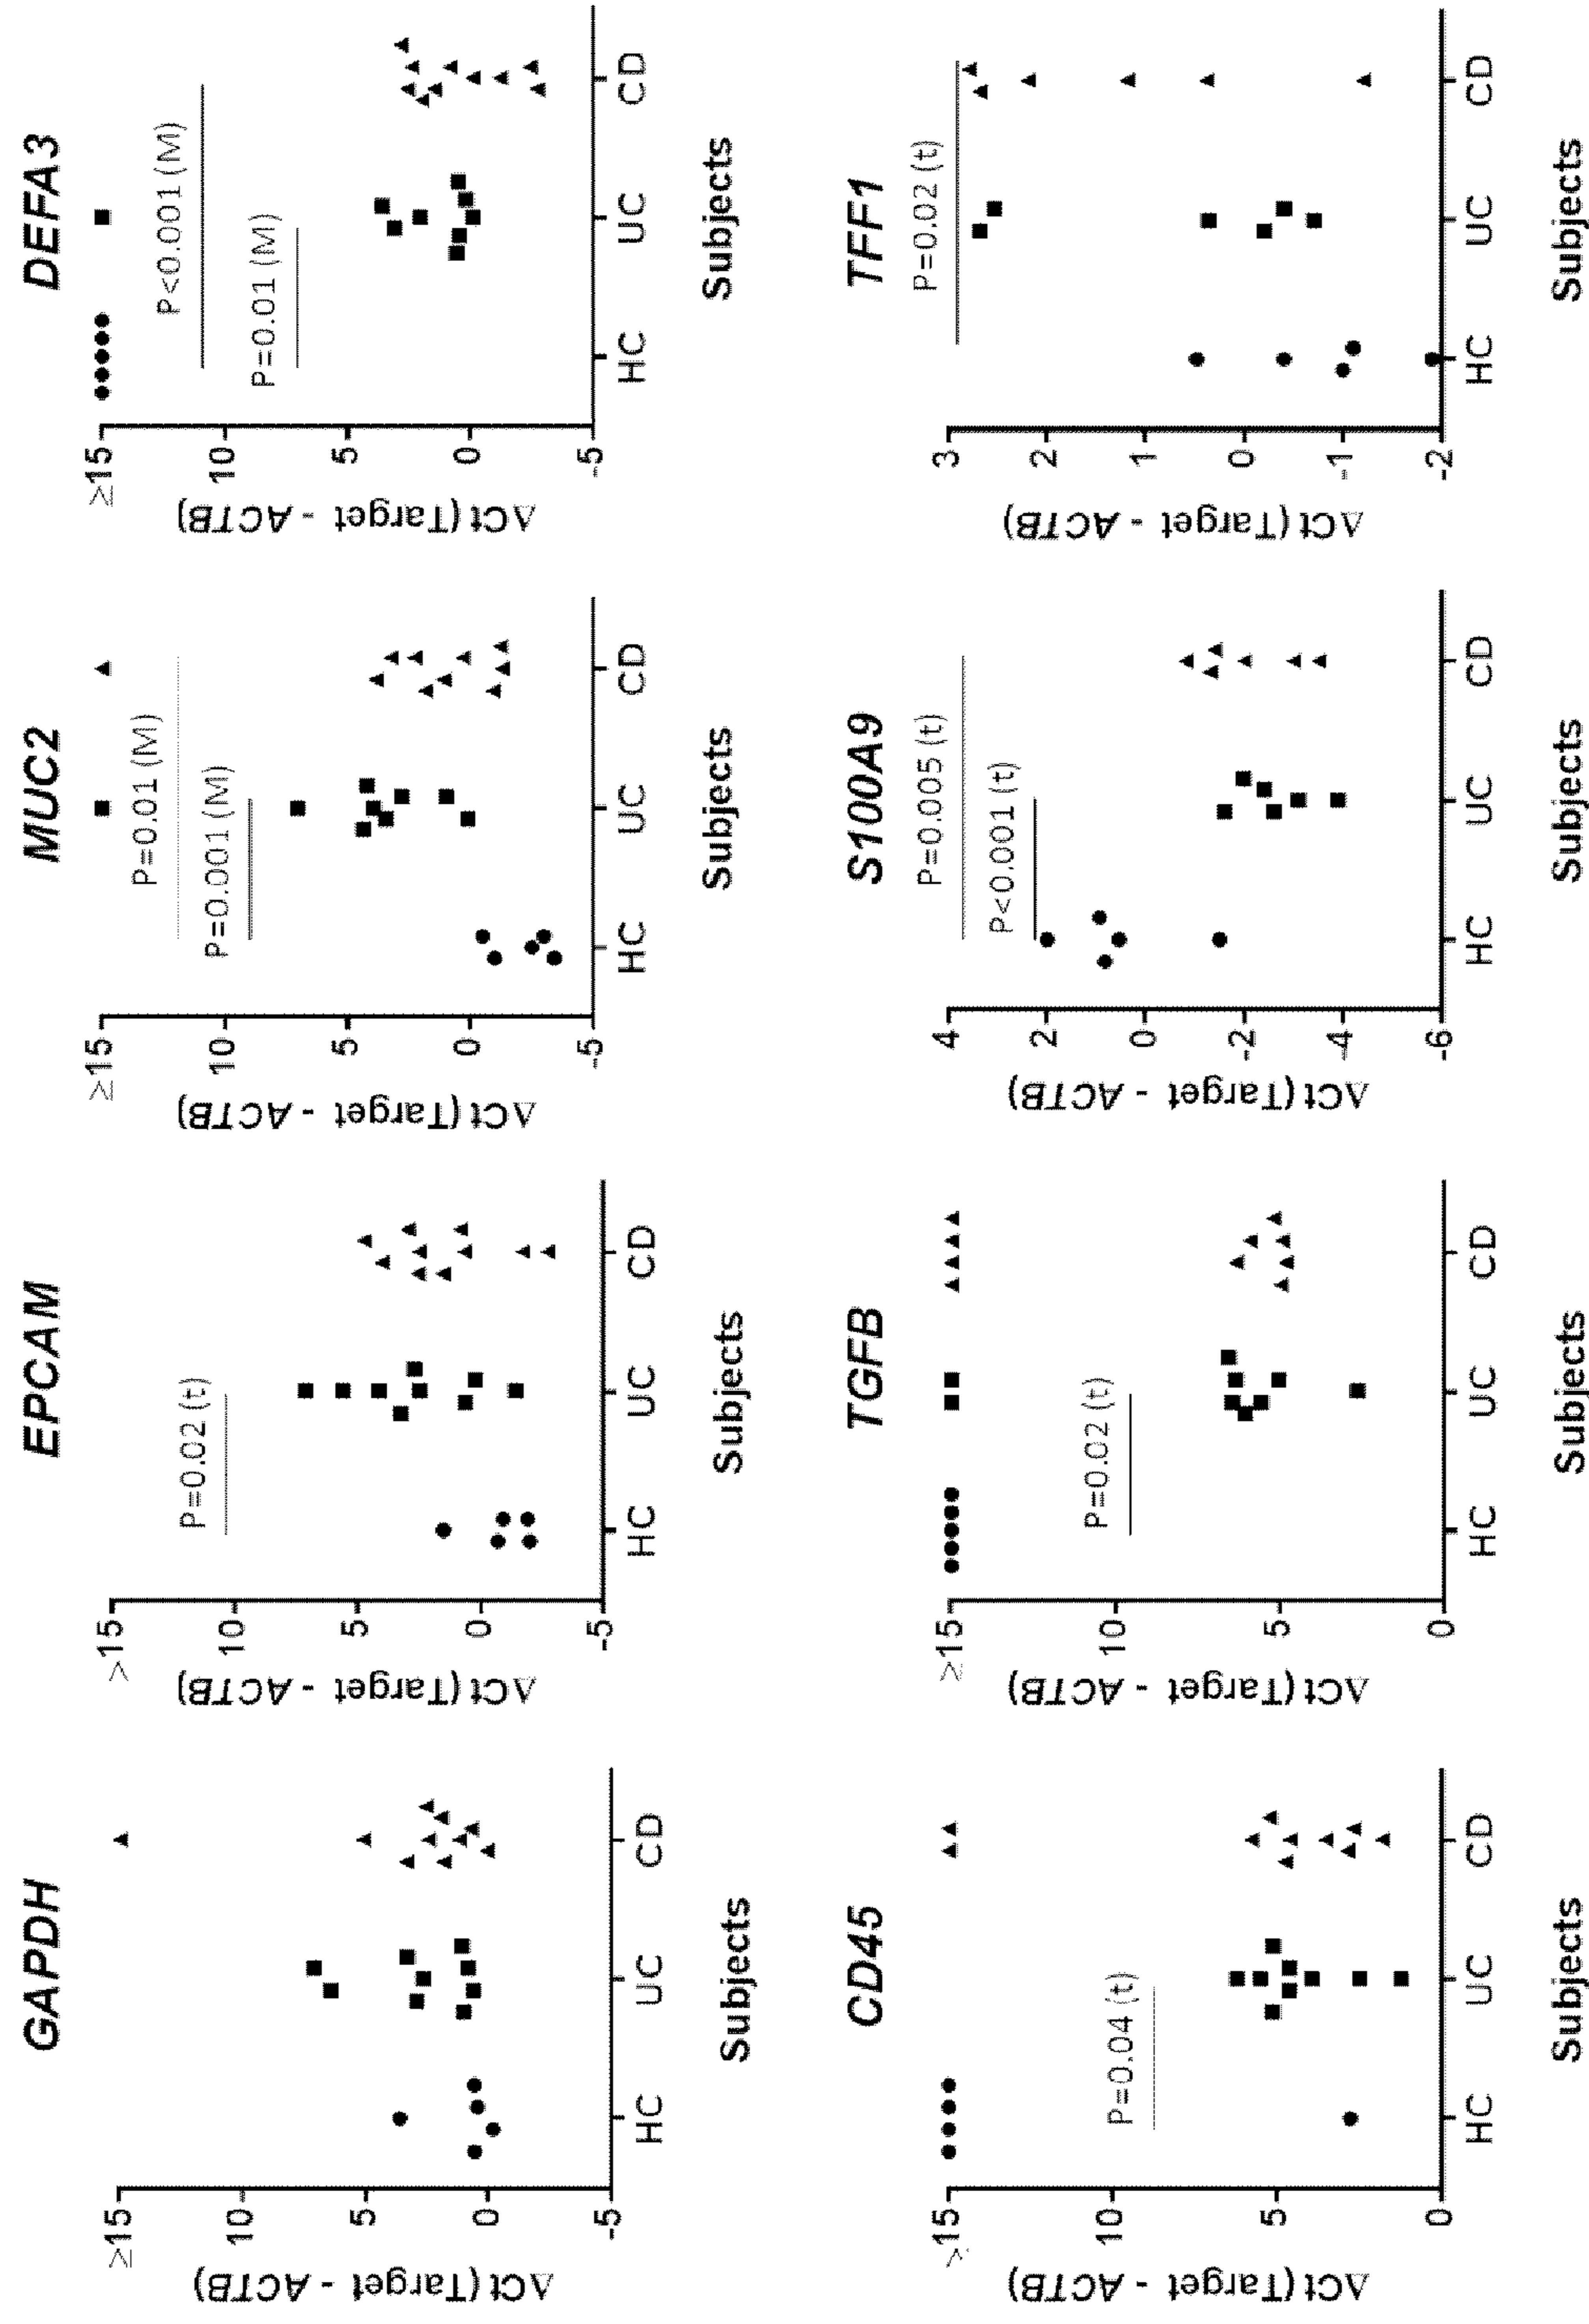 GAPDH
≥15
10
5
0
-5
ΔCt (Target - ACTB)
HC UC CD
Subjects
EPCAM
>15
10
5
0
-5
ΔCt (Target - ACTB)
P=0.02 (t)
HC UC CD
Subjects
MUC2
≥15
10
5
0
-5
ΔCt (Target - ACTB)
P=0.01 (M)
P=0.001 (M)
HC UC CD
Subjects
DEFA3
≥15
10
5
0
-5
ΔCt (Target - ACTB)
P<0.001 (M)
P=0.01 (M)
HC UC CD
Subjects
CD45
15
10
5
0
ΔCt (Target - ACTB)
P=0.04 (t)
HC UC CD
Subjects
TGFB
≥15
10
5
0
ΔCt (Target - ACTB)
P=0.02 (t)
HC UC CD
Subjects
S100A9
4
2
0
-2
-4
-6
ΔCt (Target - ACTB)
P=0.005 (t)
P<0.001 (t)
HC UC CD
Subjects
TFF1
3
2
1
0
-1
-2
ΔCt (Target - ACTB)
P=0.02 (t)
HC UC CD
Subjects